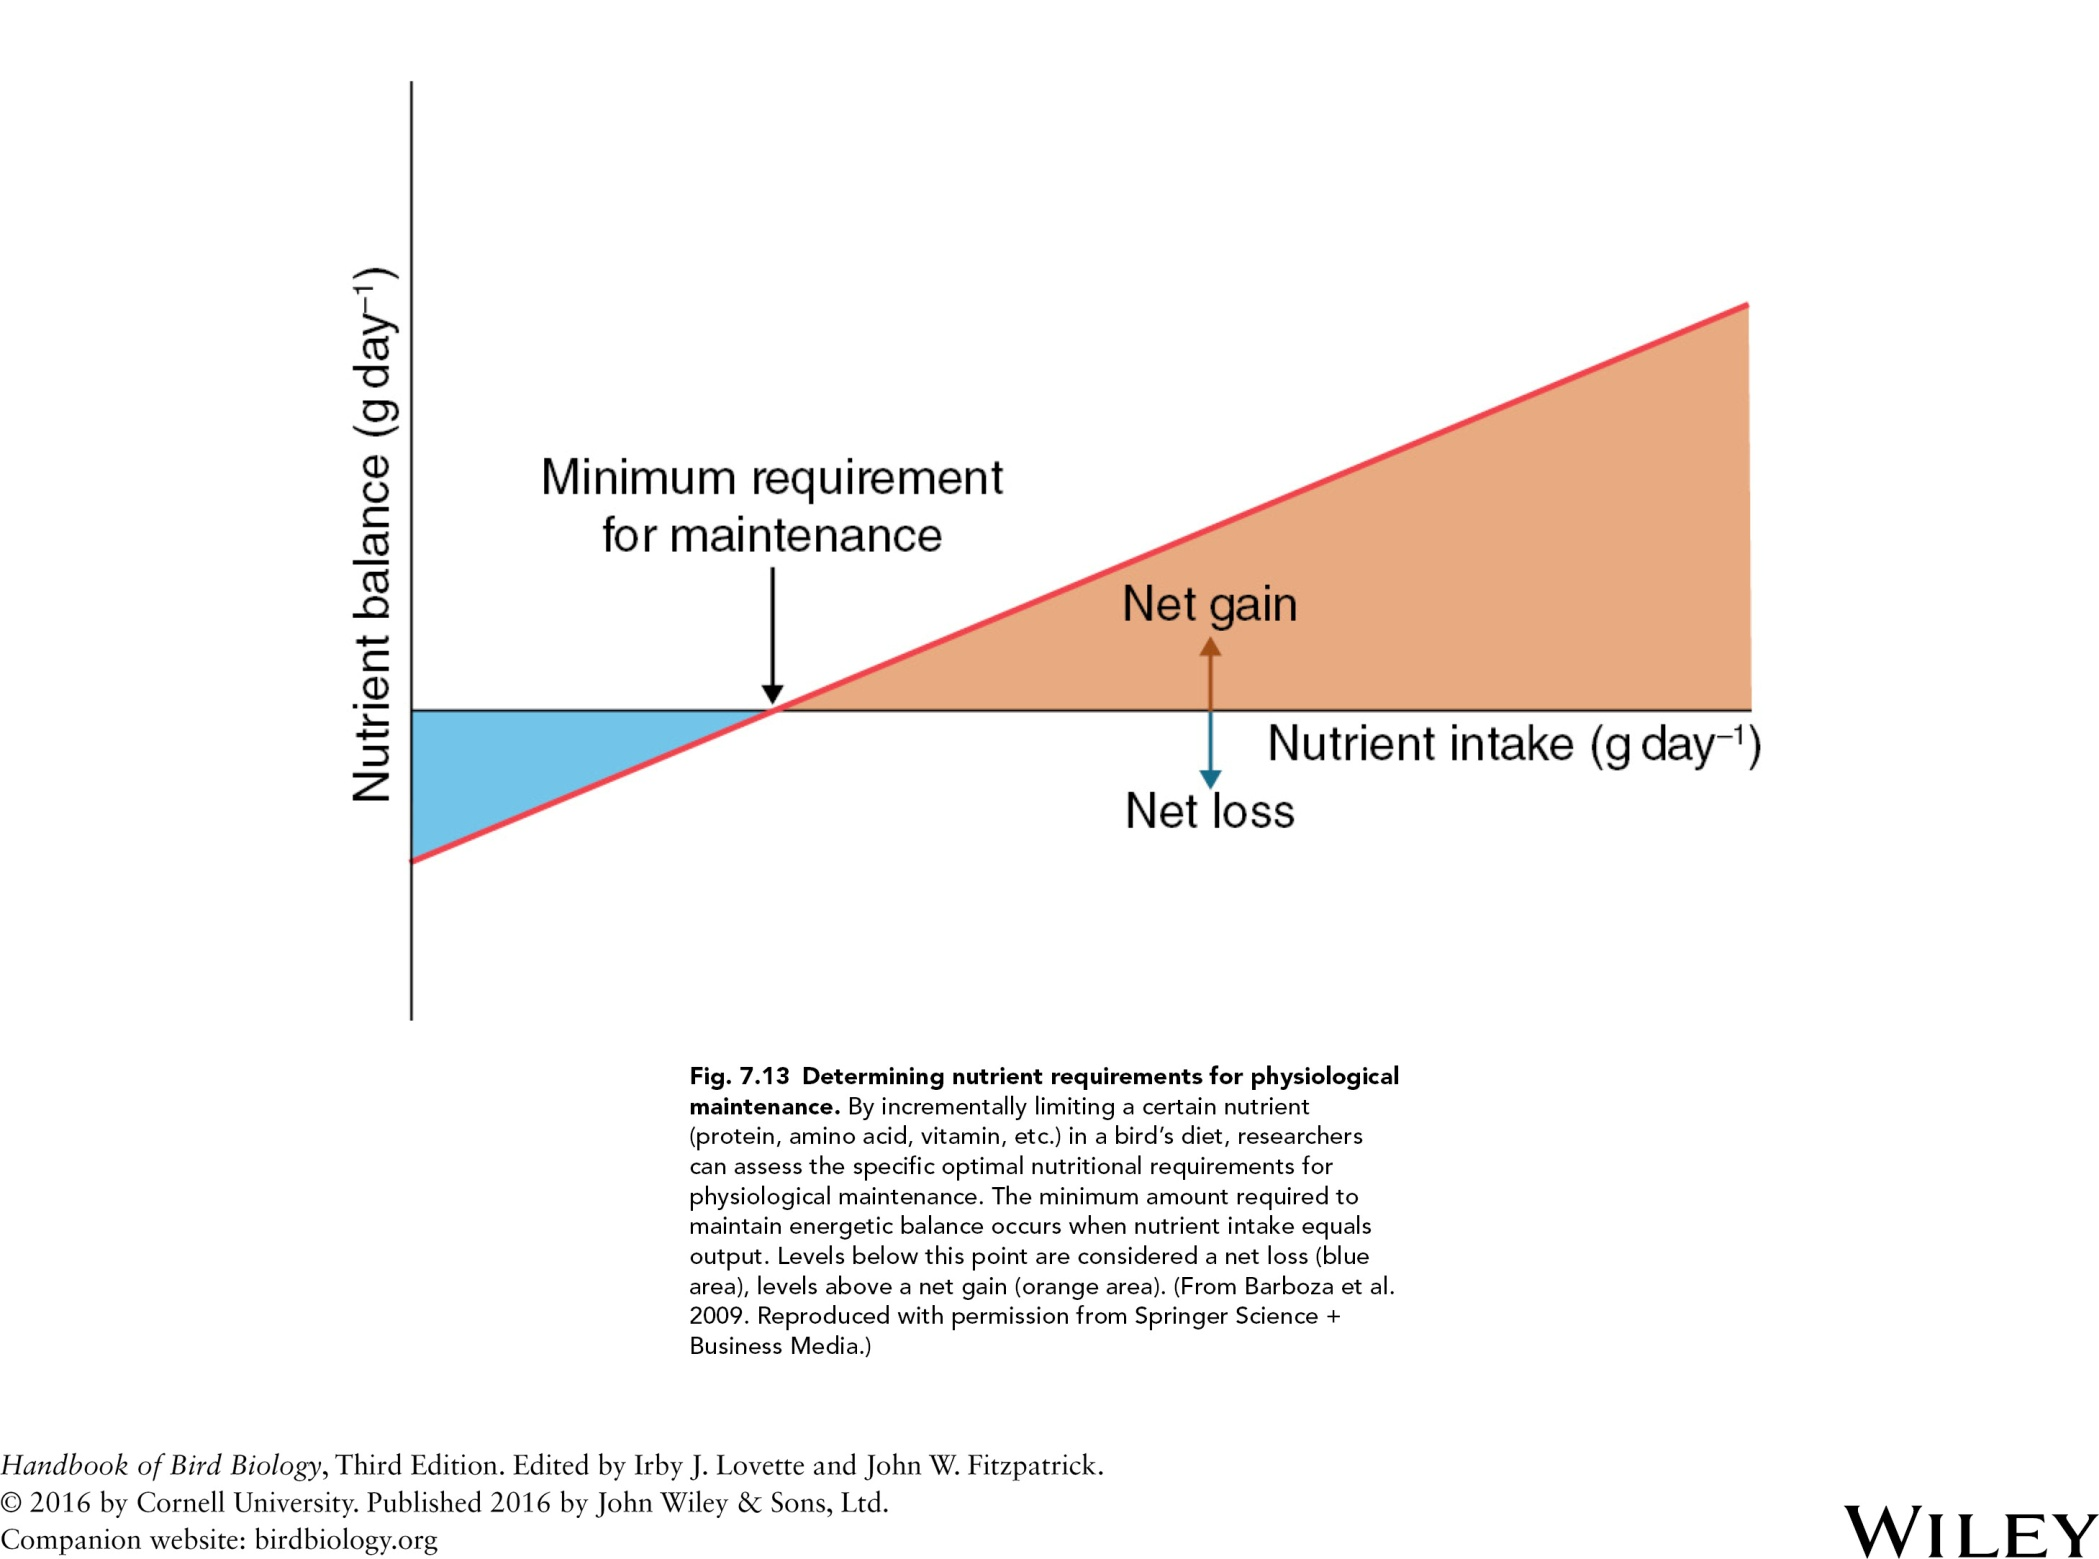 Nutrient balance (g day⁻¹)
Minimum requirement
for maintenance
Net gain
Nutrient intake (g day⁻¹)
Net loss
Fig. 7.13 Determining nutrient requirements for physiological
maintenance. By incrementally limiting a certain nutrient
(protein, amino acid, vitamin, etc.) in a bird’s diet, researchers
can assess the specific optimal nutritional requirements for
physiological maintenance. The minimum amount required to
maintain energetic balance occurs when nutrient intake equals
output. Levels below this point are considered a net loss (blue
area), levels above a net gain (orange area). (From Barboza et al.
2009. Reproduced with permission from Springer Science +
Business Media.)
Handbook of Bird Biology, Third Edition. Edited by Irby J. Lovette and John W. Fitzpatrick.
© 2016 by Cornell University. Published 2016 by John Wiley & Sons, Ltd.
Companion website: birdbiology.org
WILEY